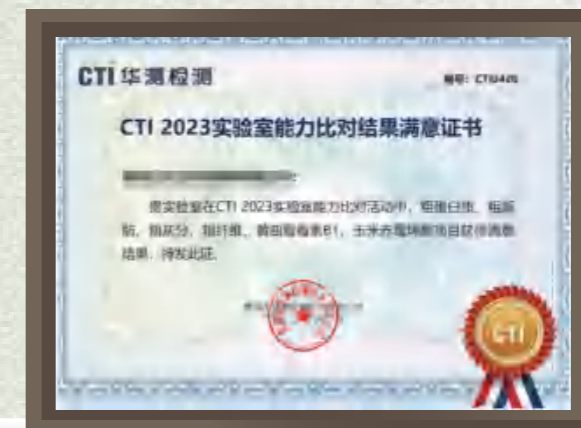 CTI 华测检测
编号: CTI
CTI 2023实验室能力比对结果满意证书
贵实验室在CTI 2023实验室能力比对活动中，粗蛋白质、粗脂
肪、粗灰分、粗纤维、黄曲霉毒素B1、玉米赤霉烯酮项目获得满意
结果，特发此证。
CTI